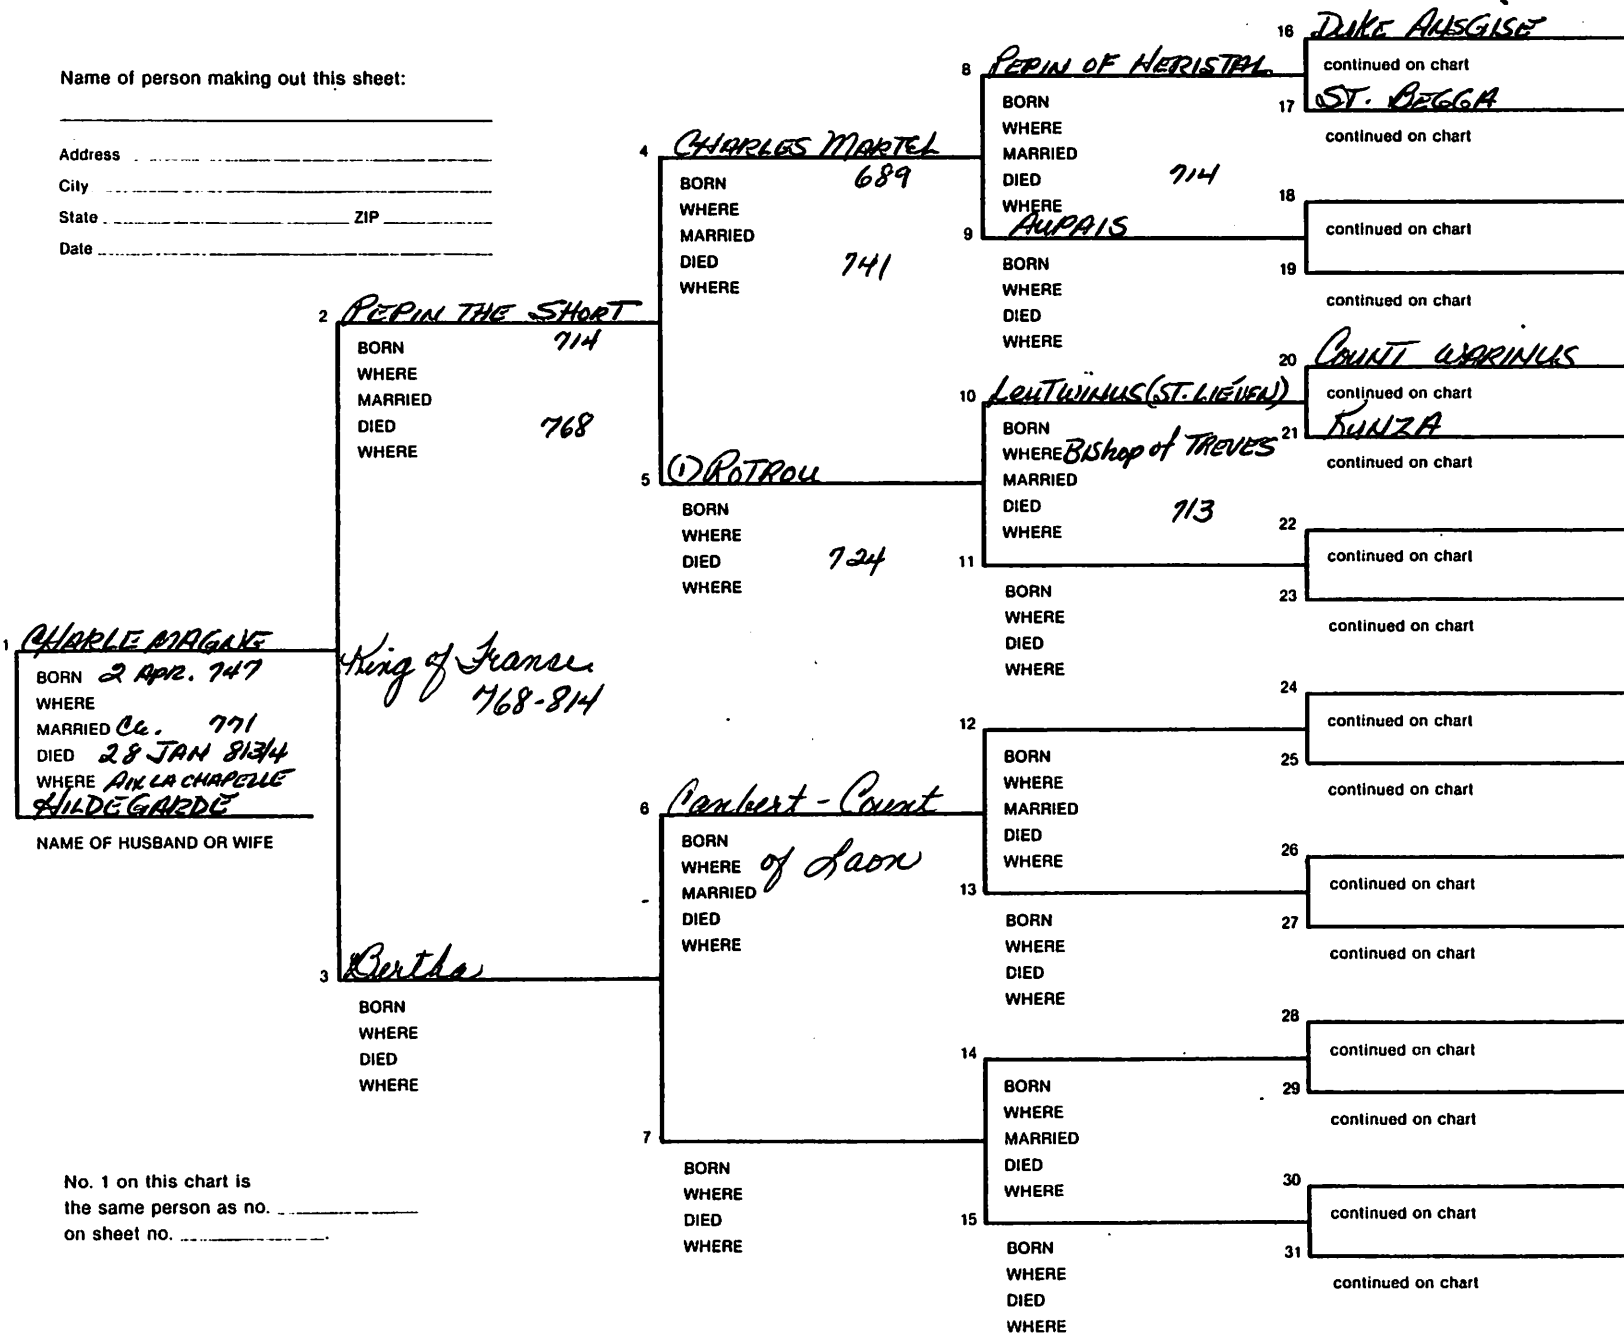 Name of person making out this sheet:
Address
City
State ZIP
Date
1 CHARLEMAGNE
BORN 2 APR. 747
WHERE
MARRIED Ca. 771
DIED 28 JAN 813/4
WHERE AIX LA CHAPELLE
HILDEGARDE
NAME OF HUSBAND OR WIFE
King of France
768-814
No. 1 on this chart is
the same person as no.
on sheet no.
2 PEPIN THE SHORT
BORN 714
WHERE
MARRIED
DIED 768
WHERE
3 Bertha
BORN
WHERE
DIED
WHERE
4 CHARLES MARTEL
BORN 689
WHERE
MARRIED
DIED 741
WHERE
5 (1) ROTROU
BORN
WHERE
DIED 724
WHERE
6 Canbert - Count
BORN
WHERE of Laon
MARRIED
DIED
WHERE
7
BORN
WHERE
DIED
WHERE
8 PEPIN OF HERISTAL
BORN
WHERE
MARRIED
DIED 714
WHERE
9 AUPAIS
BORN
WHERE
DIED
WHERE
10 LEUTWINUS (ST. LIÉVEN)
BORN
WHERE Bishop of TREVES
MARRIED
DIED 713
WHERE
11
BORN
WHERE
DIED
WHERE
12
BORN
WHERE
MARRIED
DIED
WHERE
13
BORN
WHERE
DIED
WHERE
14
BORN
WHERE
MARRIED
DIED
WHERE
15
BORN
WHERE
DIED
WHERE
16 DUKE ANSGISE
continued on chart
17 ST. BEGGA
continued on chart
18
continued on chart
19
continued on chart
20 COUNT WARINUS
continued on chart
21 KUNZA
continued on chart
22
continued on chart
23
continued on chart
24
continued on chart
25
continued on chart
26
continued on chart
27
continued on chart
28
continued on chart
29
continued on chart
30
continued on chart
31
continued on chart